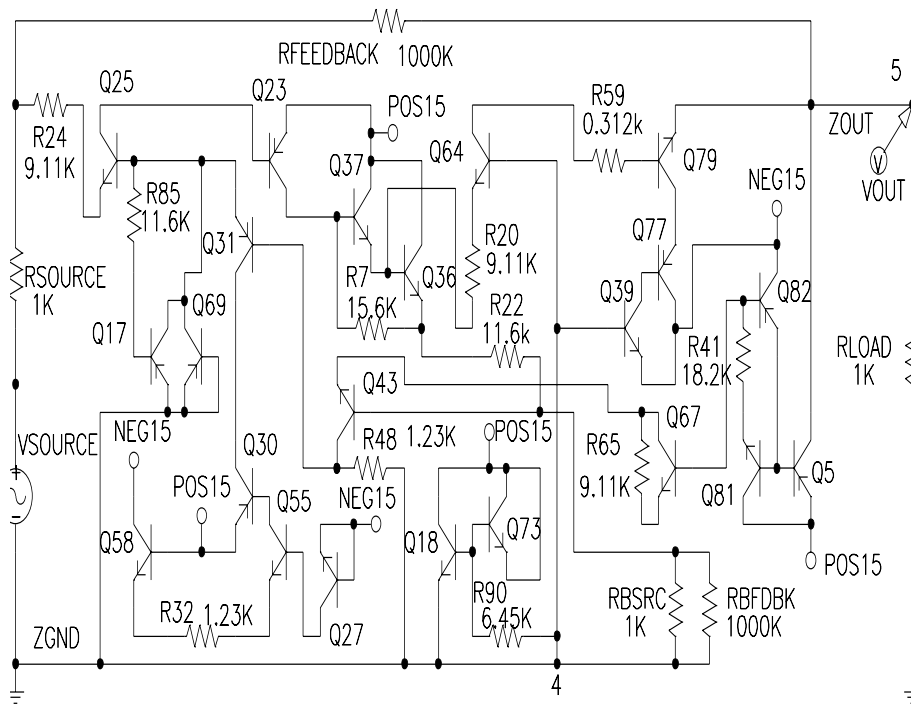 RFEEDBACK 1000K
5
Q25
Q23
R24
9.11K
POS15
R59
0.312k
ZOUT
V
VOUT
Q37
Q64
Q79
R85
11.6K
NEG15
Q31
R20
9.11K
Q77
RSOURCE
1K
Q69
R7
15.6K
Q36
R22
11.6k
Q39
Q82
Q17
R41
18.2K
RLOAD
1K
Q43
NEG15
VSOURCE
Q30
R48 1.23K
POS15
Q67
R65
9.11K
POS15
Q55
NEG15
Q81
Q5
Q58
Q18
Q73
POS15
R32 1.23K
Q27
R90
6.45K
RBSRC
1K
RBFDBK
1000K
ZGND
4